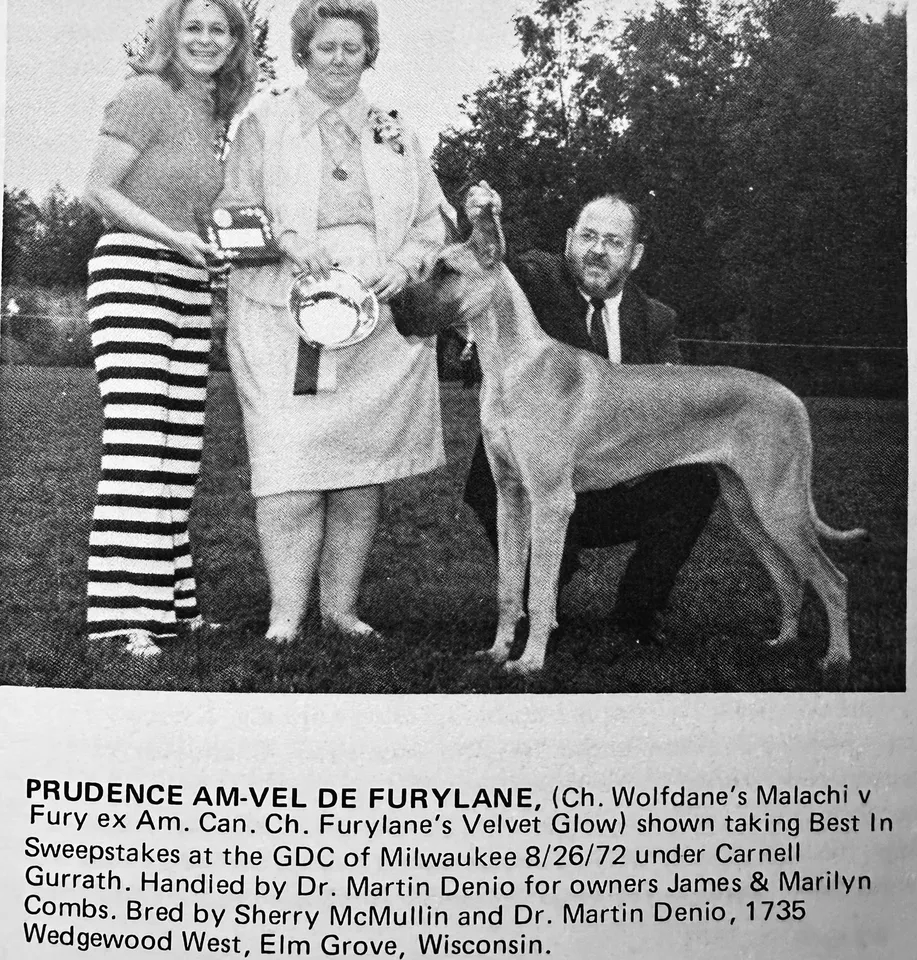 PRUDENCE AM-VEL DE FURYLANE, (Ch. Wolfdane's Malachi v
Fury ex Am. Can. Ch. Furylane's Velvet Glow) shown taking Best In
Sweepstakes at the GDC of Milwaukee 8/26/72 under Carnell
Gurrath. Handied by Dr. Martin Denio for owners James & Marilyn
Combs. Bred by Sherry McMullin and Dr. Martin Denio, 1735
Wedgewood West, Elm Grove, Wisconsin.